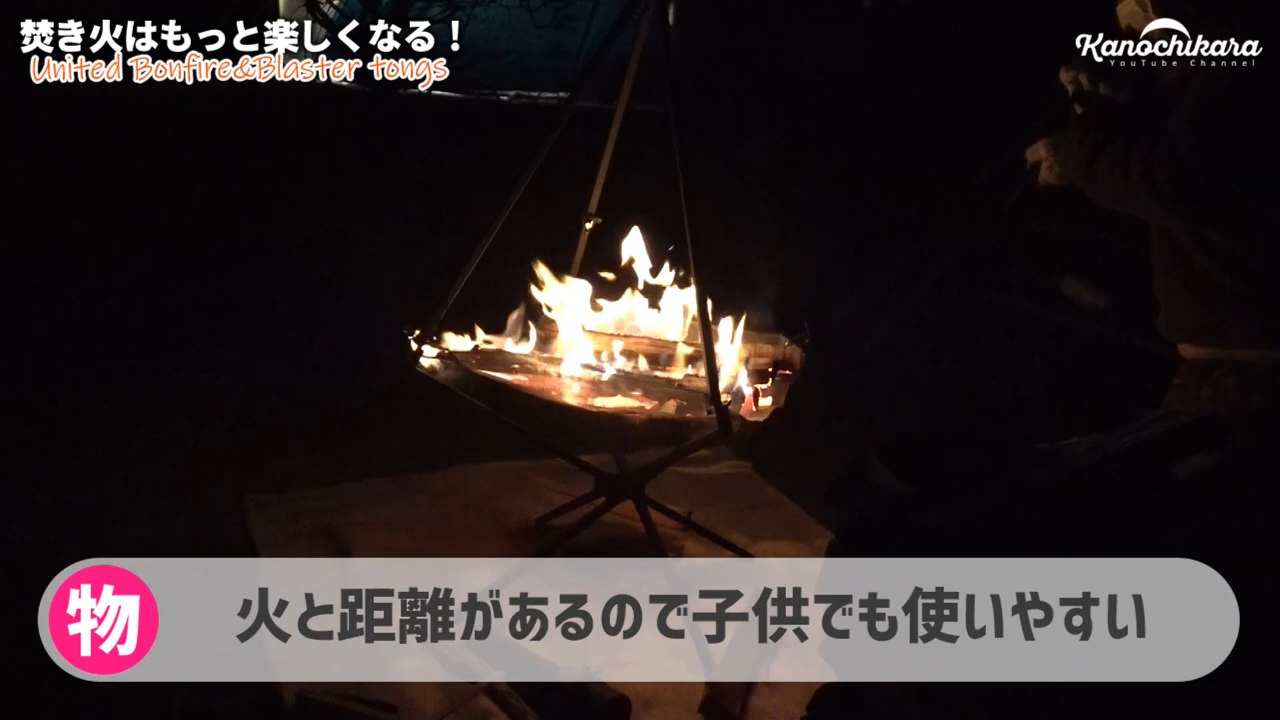 焚き火はもっと楽しくなる！
United Bonfire&Blaster tongs
Kanochikara
YouTube Channel
物
火と距離があるので子供でも使いやすい